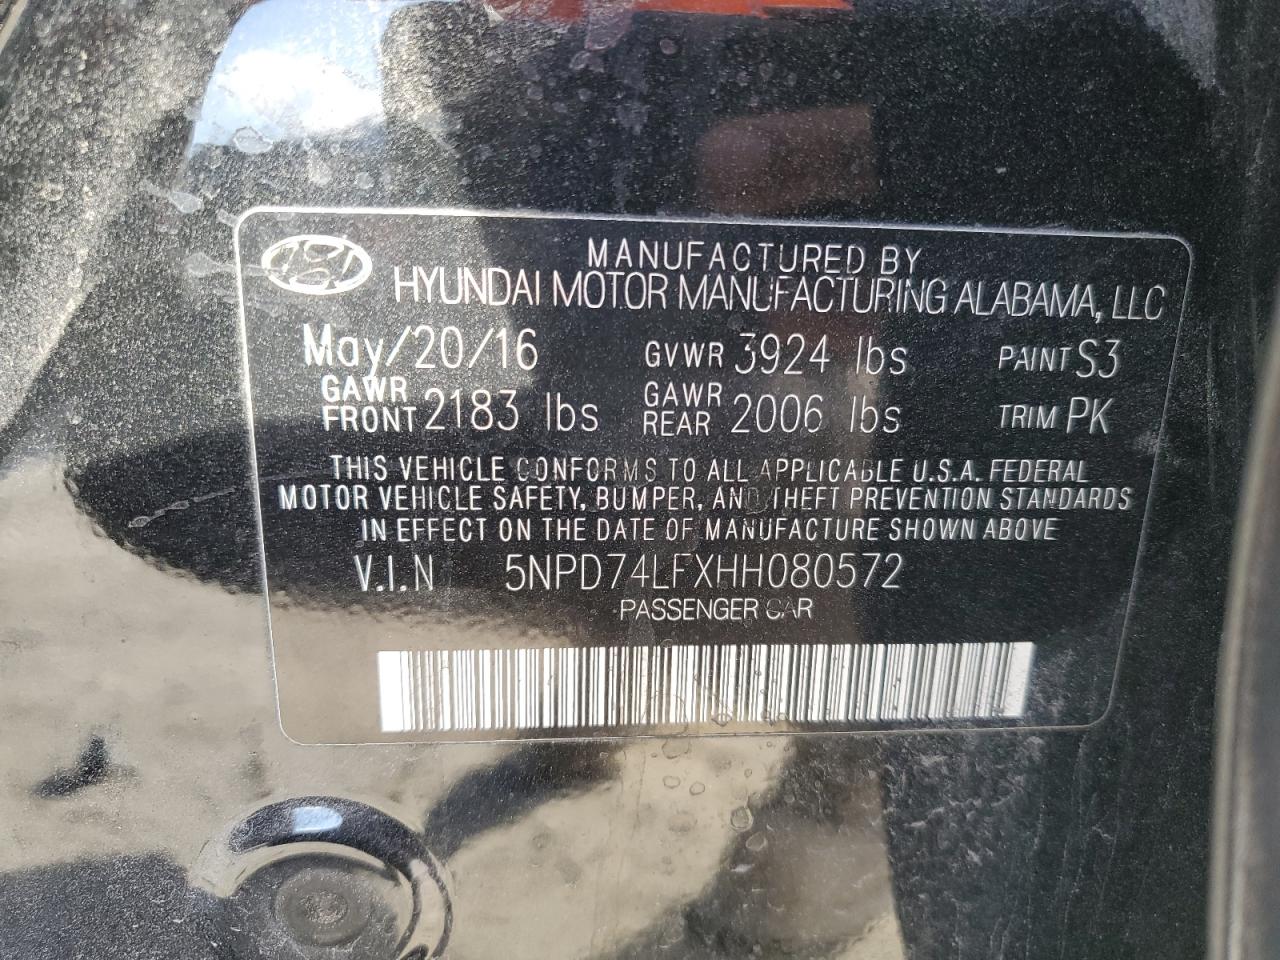 MANUFACTURED BY
HYUNDAI MOTOR MANUFACTURING ALABAMA, LLC
May/20/16 GVWR 3924 lbs PAINT S3
GAWR FRONT 2183 lbs GAWR REAR 2006 lbs TRIM PK
THIS VEHICLE CONFORMS TO ALL APPLICABLE U.S.A. FEDERAL
MOTOR VEHICLE SAFETY, BUMPER, AND THEFT PREVENTION STANDARDS
IN EFFECT ON THE DATE OF MANUFACTURE SHOWN ABOVE
V.I.N 5NPD74LFXHH080572
PASSENGER CAR